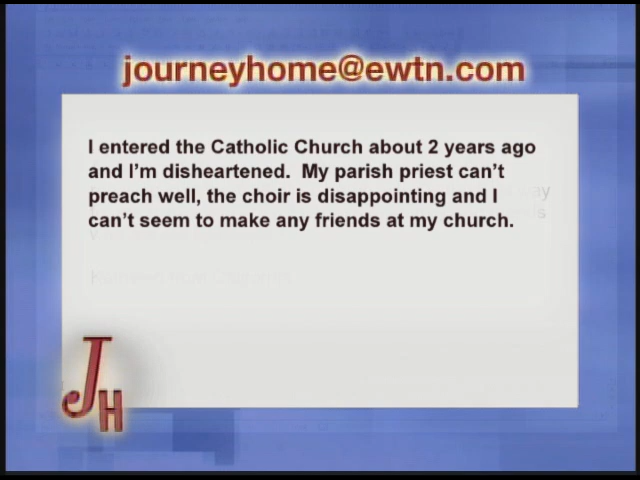 journeyhome@ewtn.com
I entered the Catholic Church about 2 years ago
and I'm disheartened.  My parish priest can't
preach well, the choir is disappointing and I
can't seem to make any friends at my church.
JH